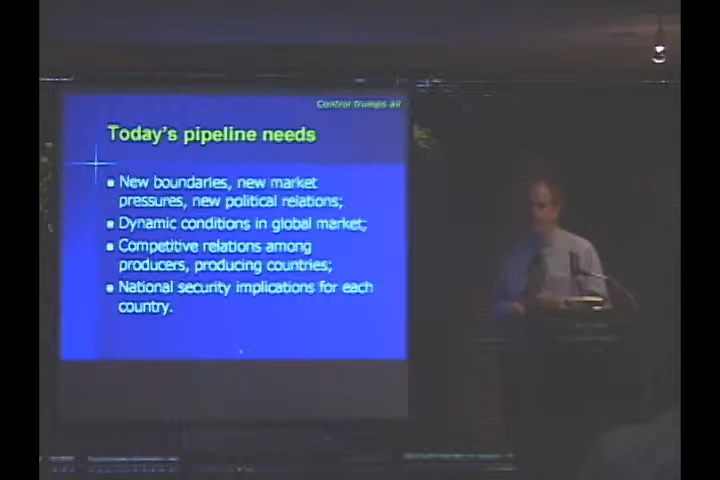 Control trumps all
Today's pipeline needs
New boundaries, new market
pressures, new political relations;
Dynamic conditions in global market;
Competitive relations among
producers, producing countries;
National security implications for each
country.